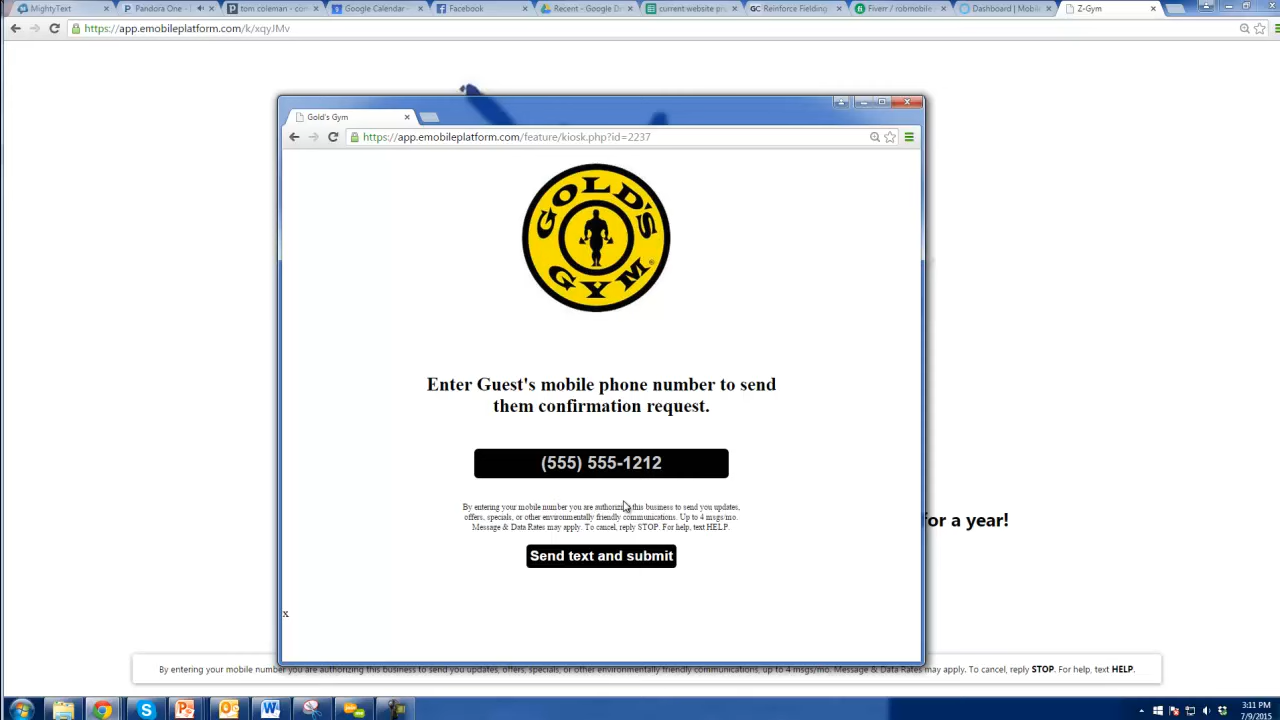 MightyText
Pandora One -
tom coleman - con
Google Calendar -
Facebook
Recent - Google Dr
current website pri
GC Reinforce Fielding
Fiverr / robmobile
Dashboard | Mobil
Z-Gym
https://app.emobileplatform.com/k/xqyJMv
Gold's Gym
https://app.emobileplatform.com/feature/kiosk.php?id=2237
GOLD'S
GYM
®
Enter Guest's mobile phone number to send
them confirmation request.
(555) 555-1212
By entering your mobile number you are authorizing this business to send you updates,
offers, specials, or other environmentally friendly communications. Up to 4 msgs/mo.
Message & Data Rates may apply. To cancel, reply STOP. For help, text HELP.
for a year!
Send text and submit
x
By entering your mobile number you are authorizing this business to send you updates, offers, specials, or other environmentally friendly communications, up to 4 msgs/mo. Message & Data Rates may apply. To cancel, reply STOP. For help, text HELP.
3:11 PM
7/9/2015